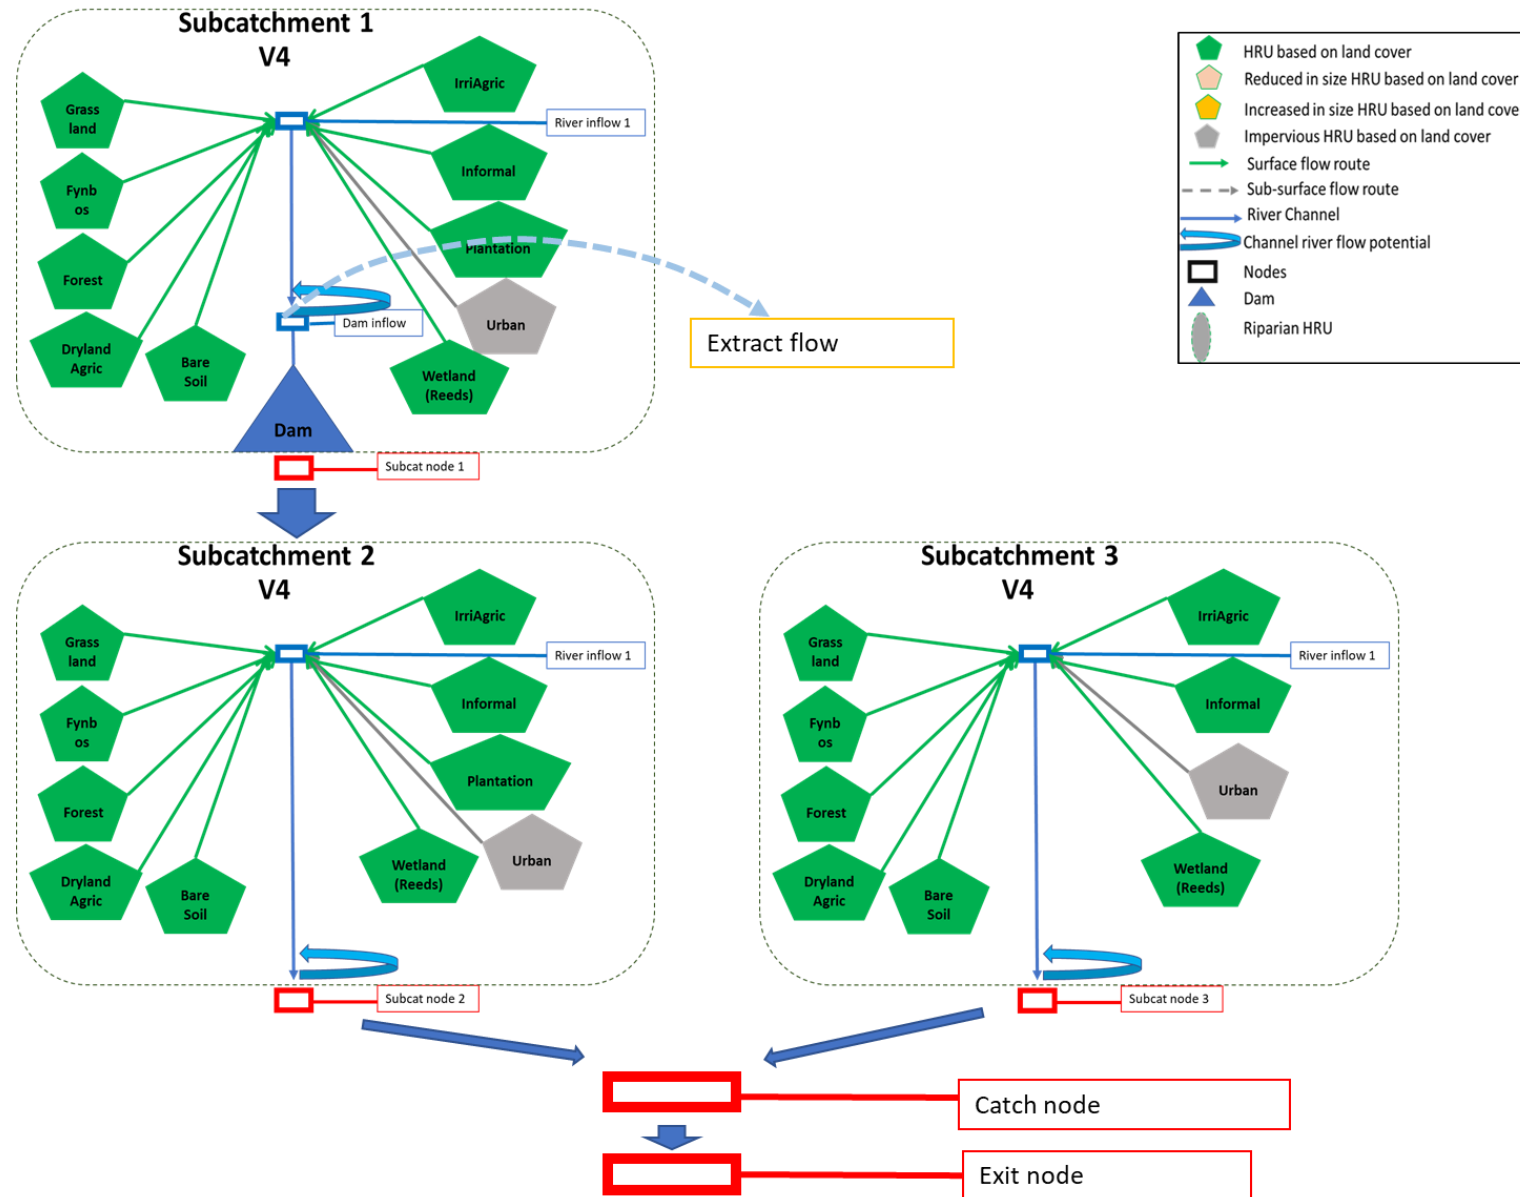 Subcatchment 1
V4
Grass
land
Fynb
os
Forest
Dryland
Agric
Bare
Soil
IrriAgric
River inflow 1
Informal
Plantation
Urban
Wetland
(Reeds)
Dam inflow
Dam
Subcat node 1
Extract flow
HRU based on land cover
Reduced in size HRU based on land cover
Increased in size HRU based on land cove
Impervious HRU based on land cover
Surface flow route
Sub-surface flow route
River Channel
Channel river flow potential
Nodes
Dam
Riparian HRU
Subcatchment 2
V4
Grass
land
Fynb
os
Forest
Dryland
Agric
Bare
Soil
IrriAgric
River inflow 1
Informal
Plantation
Urban
Wetland
(Reeds)
Subcat node 2
Subcatchment 3
V4
Grass
land
Fynb
os
Forest
Dryland
Agric
Bare
Soil
IrriAgric
River inflow 1
Informal
Urban
Wetland
(Reeds)
Subcat node 3
Catch node
Exit node